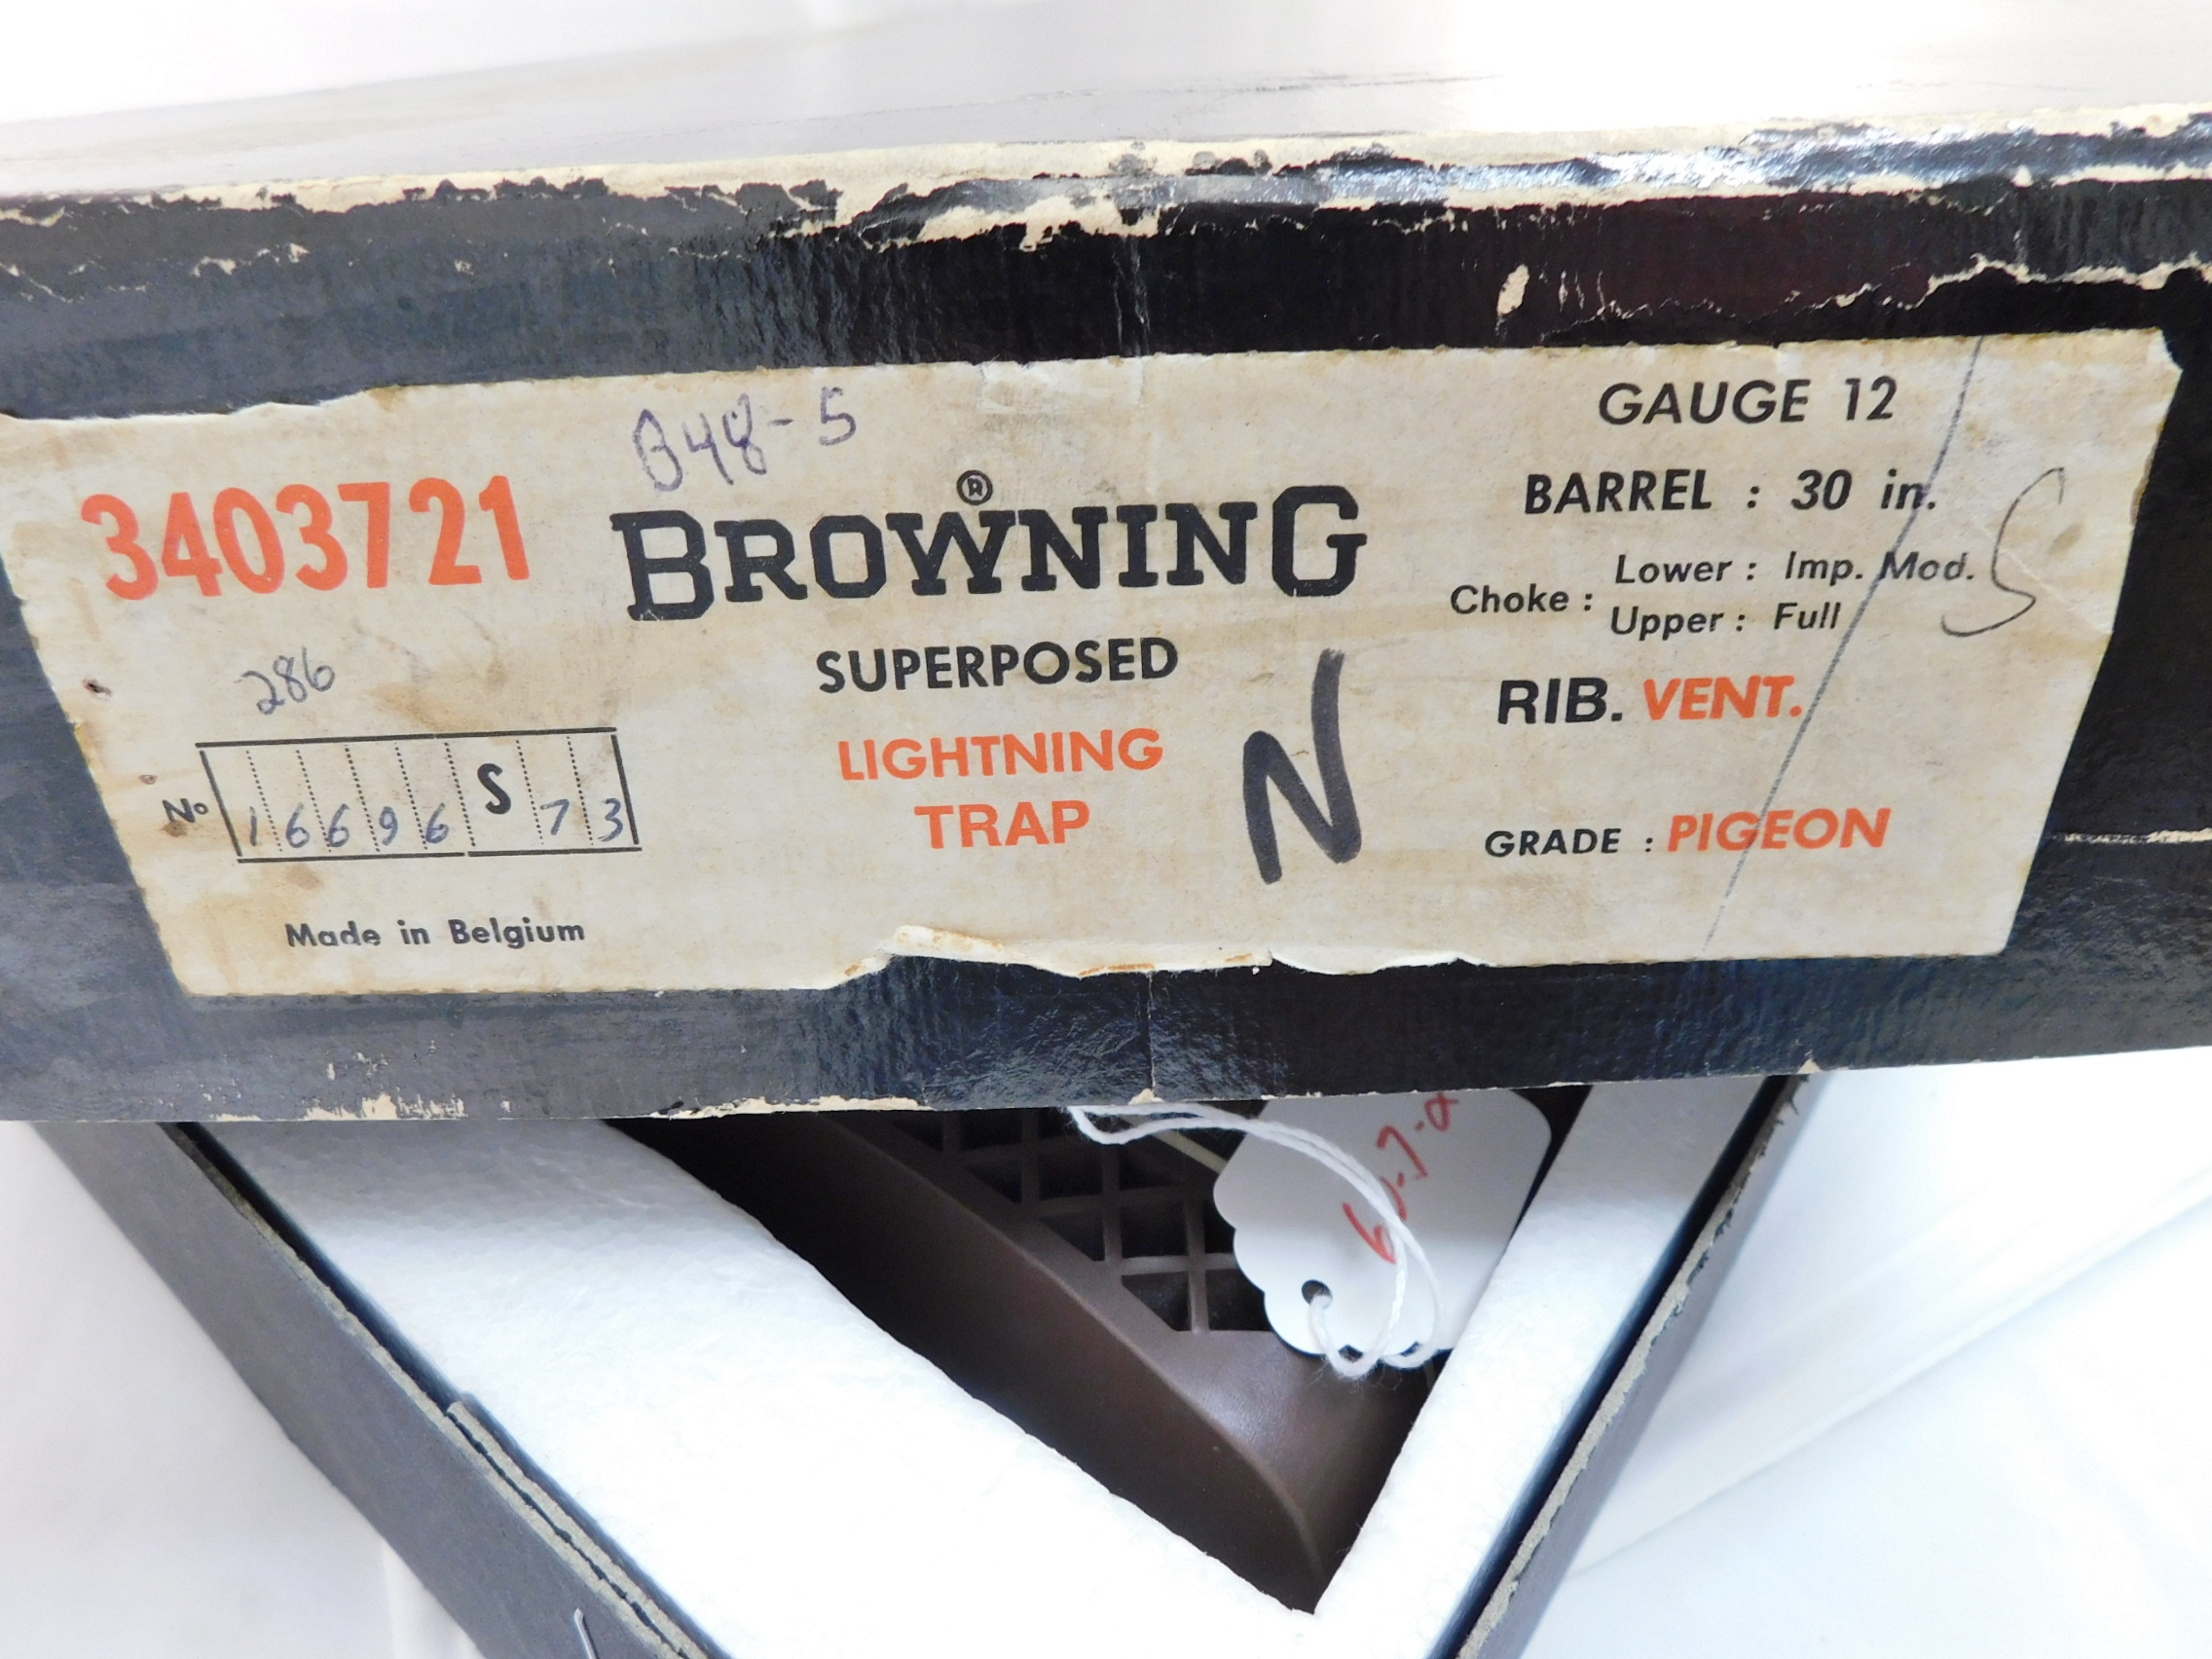 3403721
286
No 16696 S 73
Made in Belgium
B48-5
BROWNING®
SUPERPOSED
LIGHTNING
TRAP
N
GAUGE 12
BARREL : 30 in.
Choke : Lower : Imp. Mod.
Upper : Full
S
RIB. VENT.
GRADE : PIGEON